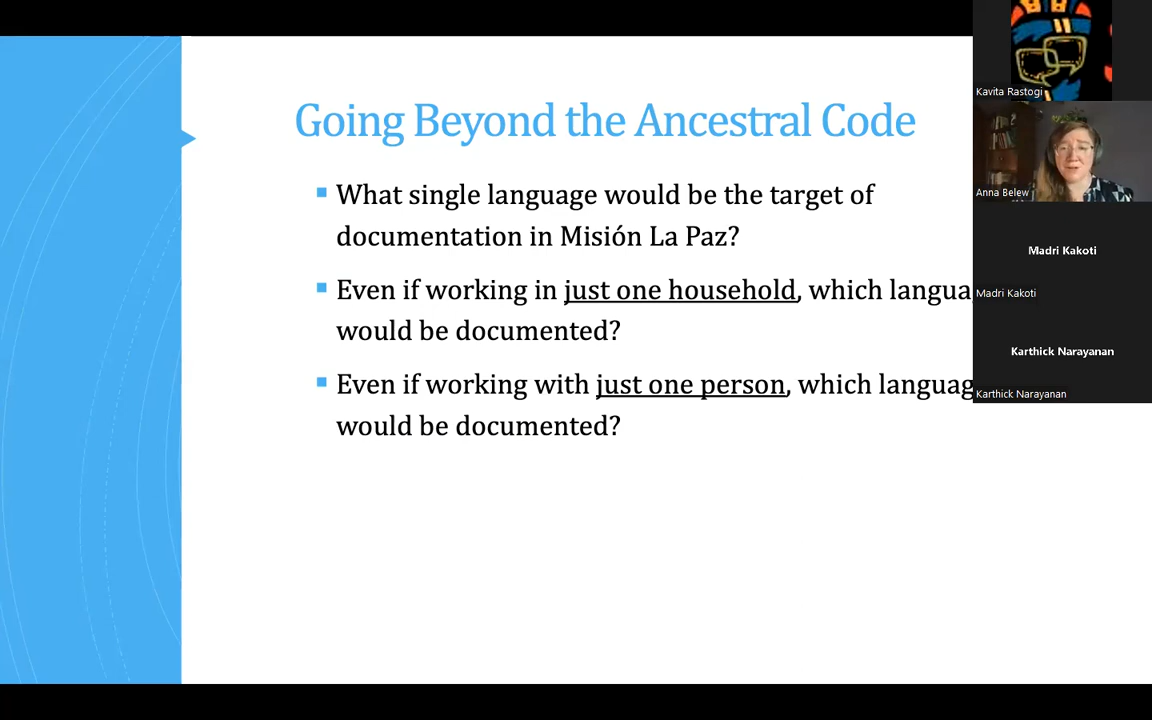 Going Beyond the Ancestral Code
What single language would be the target of
documentation in Misión La Paz?
Even if working in just one household, which
would be documented?
Even if working with just one person, which
would be documented?
Kavita Rastogi
Anna Belew
Madri Kakoti
Madri Kakoti
Karthick Narayanan
Karthick Narayanan